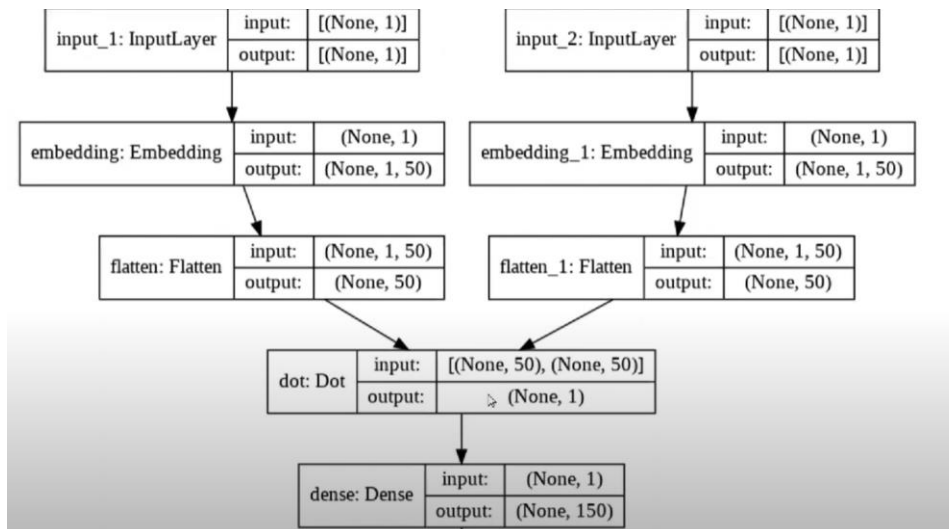 input_1: InputLayer input: [(None, 1)] output: [(None, 1)]
input_2: InputLayer input: [(None, 1)] output: [(None, 1)]
embedding: Embedding input: (None, 1) output: (None, 1, 50)
embedding_1: Embedding input: (None, 1) output: (None, 1, 50)
flatten: Flatten input: (None, 1, 50) output: (None, 50)
flatten_1: Flatten input: (None, 1, 50) output: (None, 50)
dot: Dot input: [(None, 50), (None, 50)] output: (None, 1)
dense: Dense input: (None, 1) output: (None, 150)